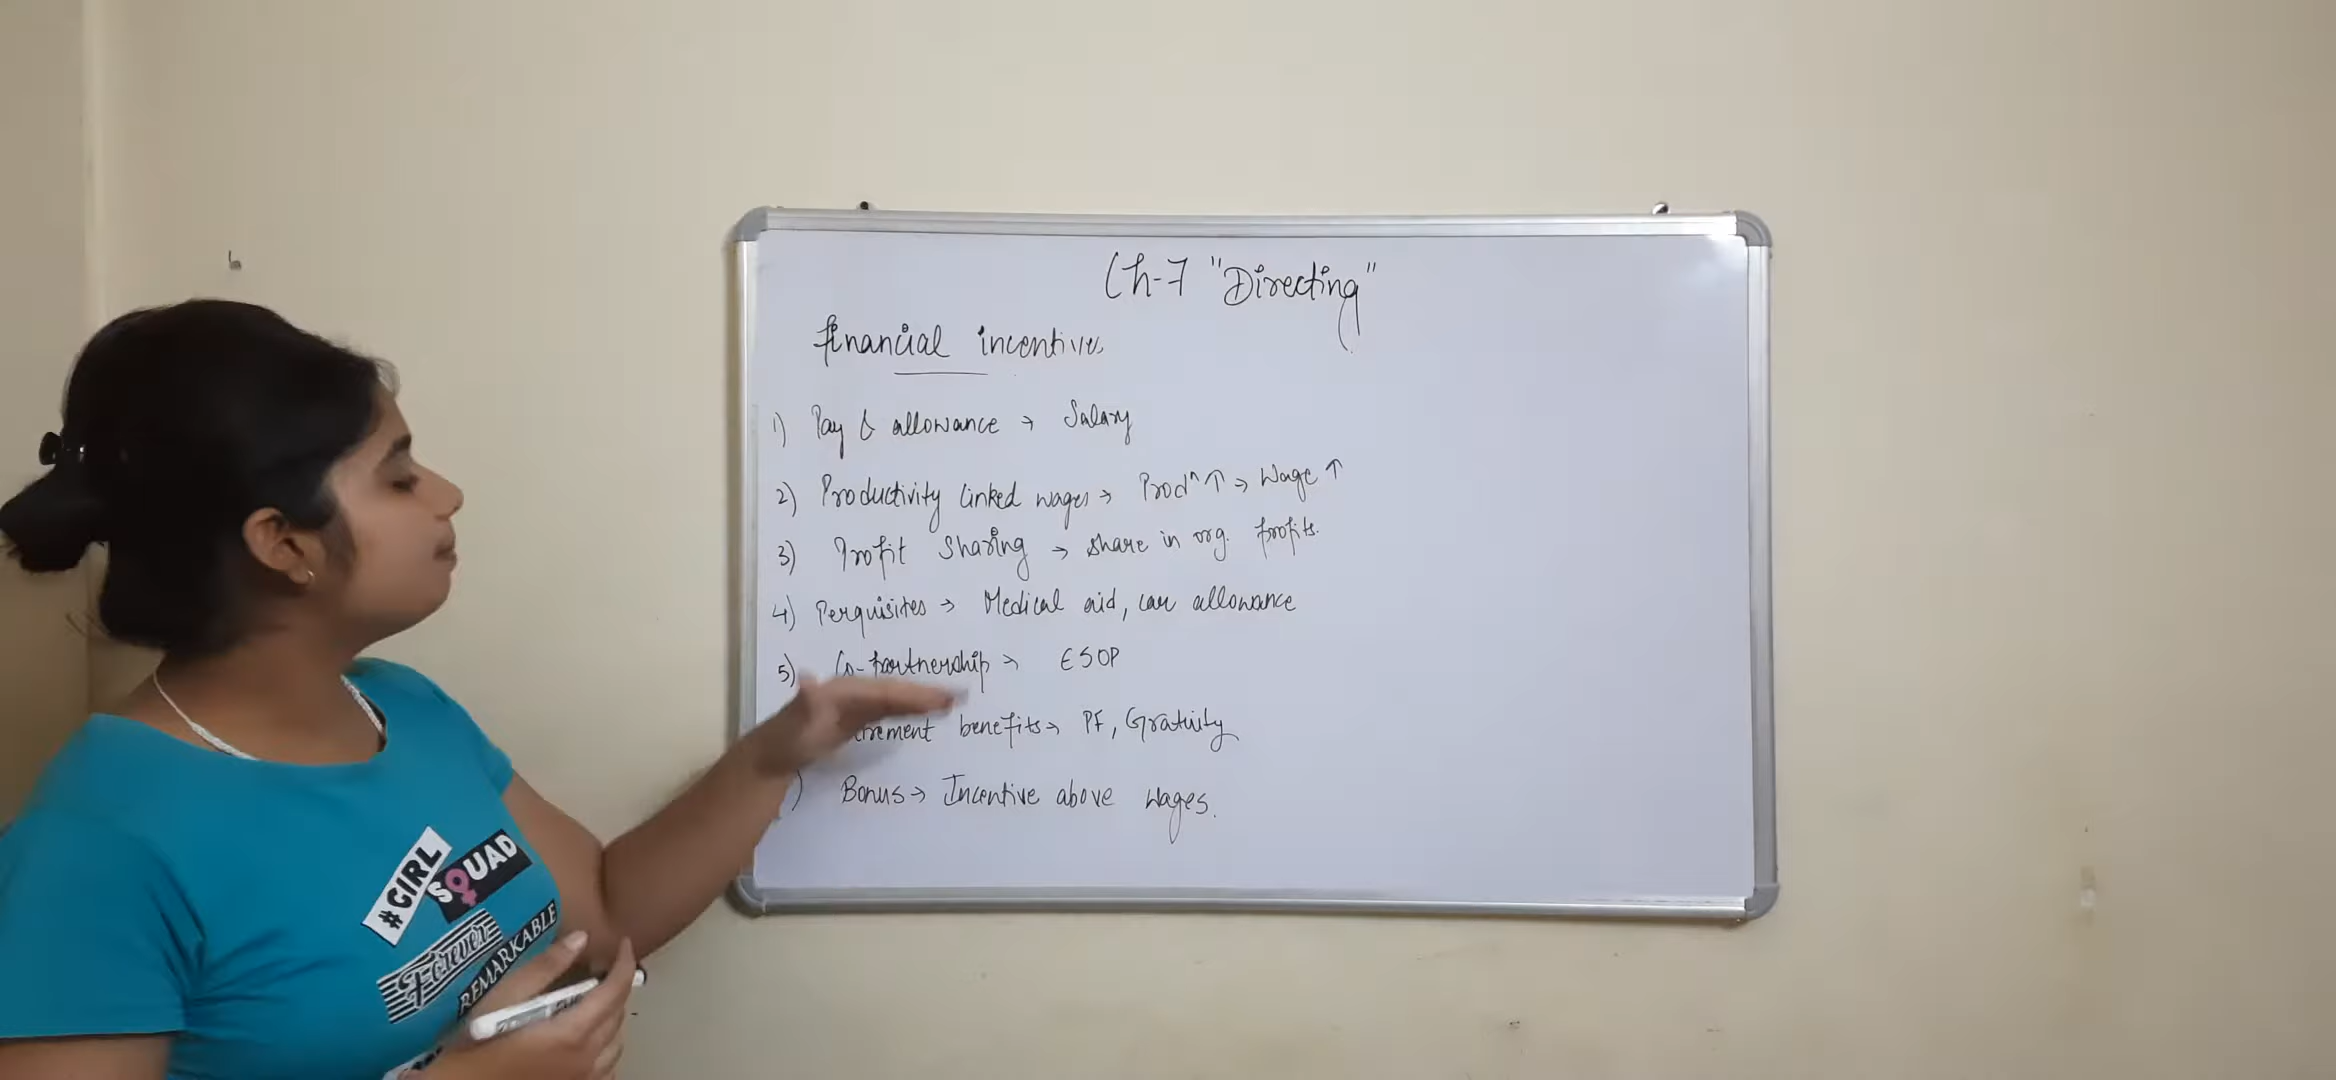 Ch-7 "Directing"
financial incentives
1) Pay & allowance → Salary
2) Productivity linked wages → Prodⁿ ↑ → Wage ↑
3) Profit Sharing → share in org. profits.
4) Perquisites → Medical aid, car allowance
5) Co-partnership → ESOP
tirement benefits → PF, Gratuity
) Bonus → Incentive above wages.
#GIRL
SQUAD
Forever
REMARKABLE